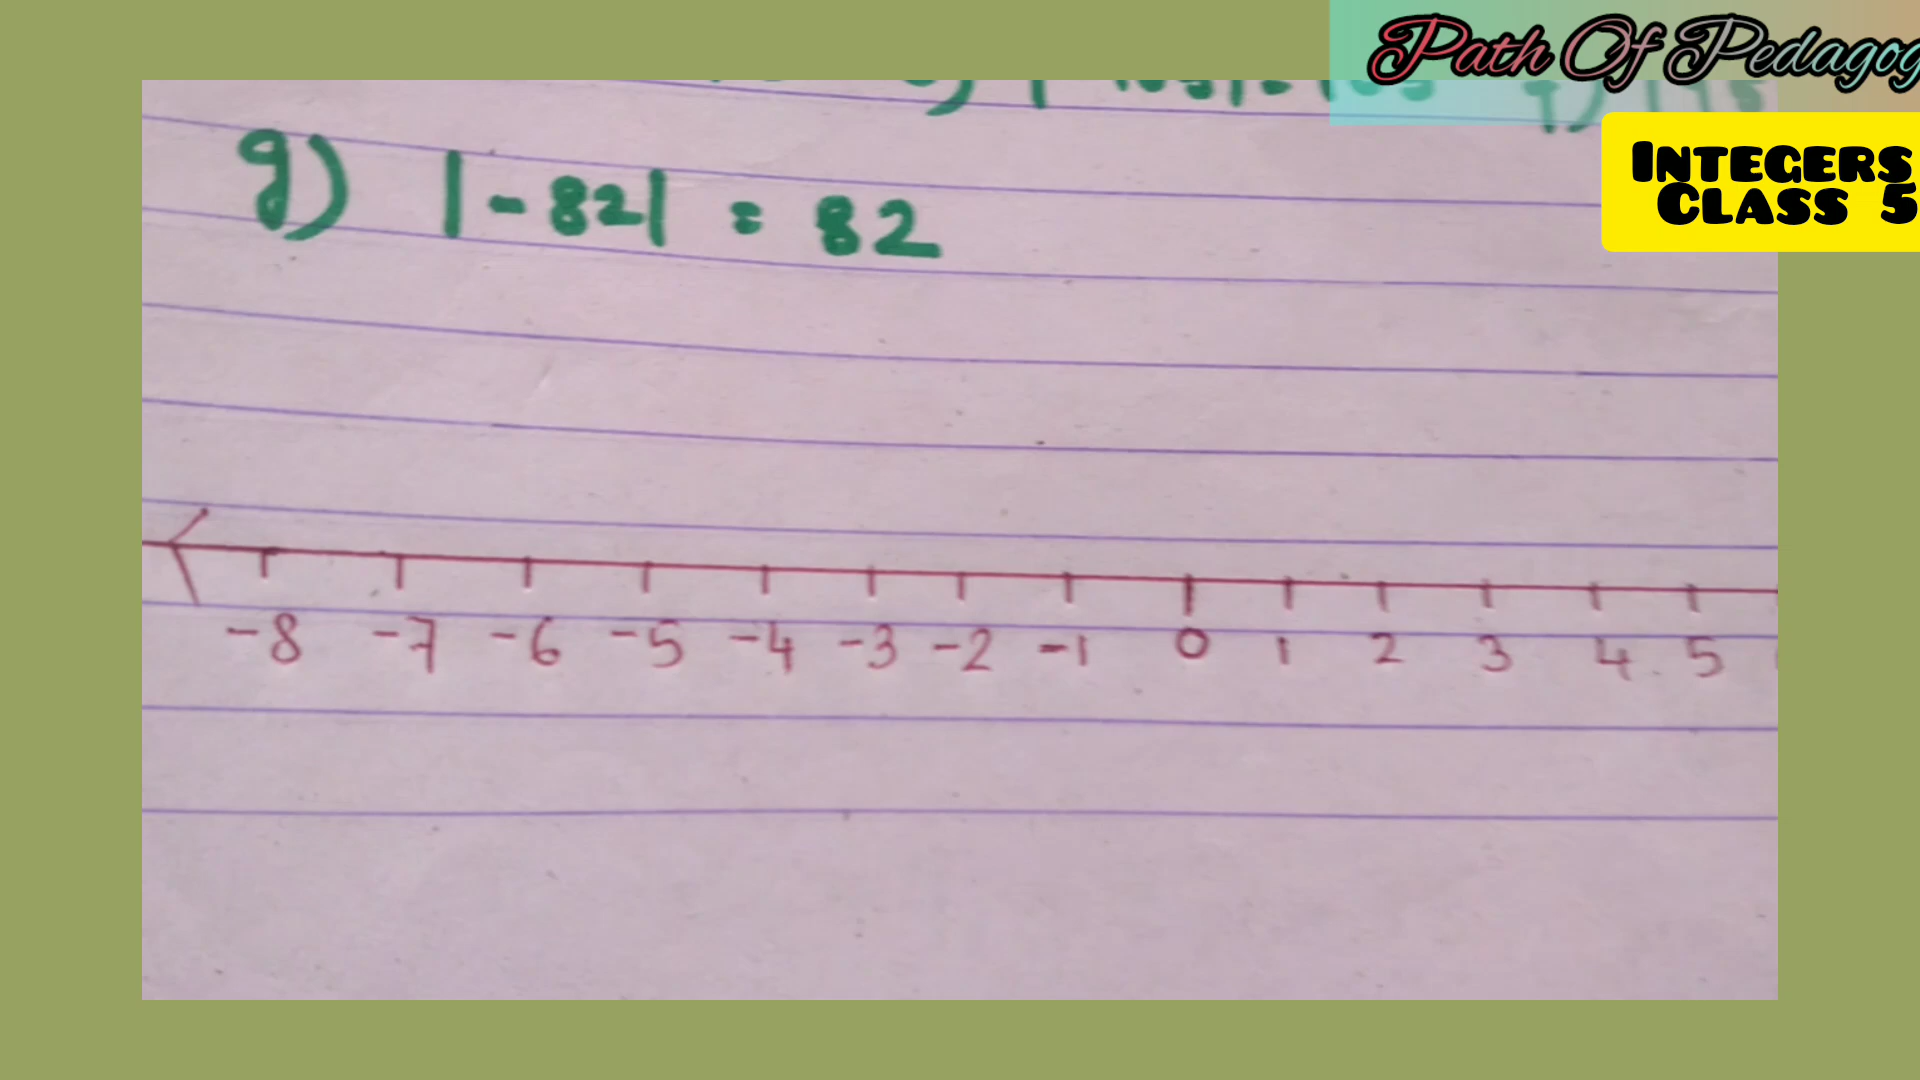 Path Of Pedagog
INTEGERS
CLASS 5
g) |-82| = 82
-8 -7 -6 -5 -4 -3 -2 -1 0 1 2 3 4 5